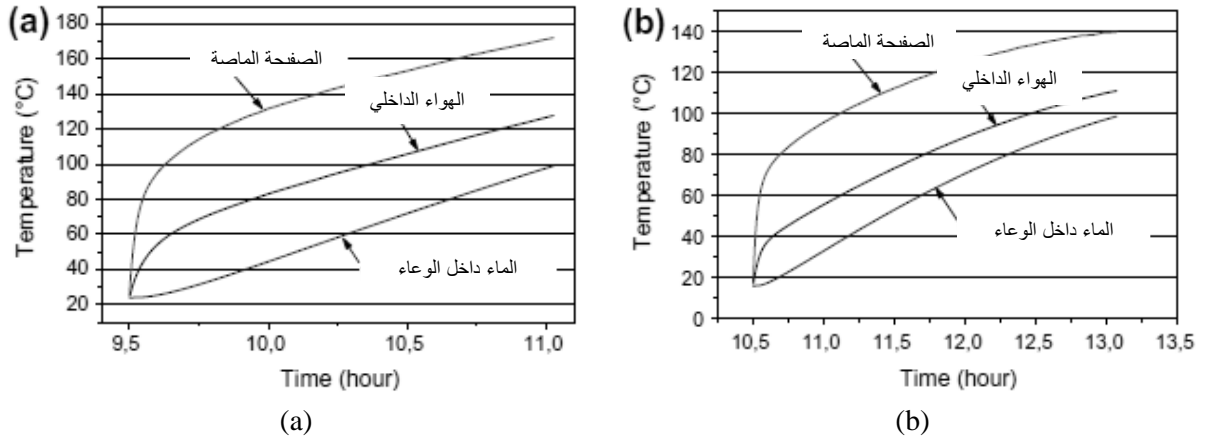 (a)
180
160
140
120
100
80
60
40
20
Temperature (°C)
الصفيحة الماصة
الهواء الداخلي
الماء داخل الوعاء
9,5
10,0
10,5
11,0
Time (hour)
(a)
(b)
140
120
100
80
60
40
20
0
Temperature (°C)
الصفيحة الماصة
الهواء الداخلي
الماء داخل الوعاء
10,5
11,0
11,5
12,0
12,5
13,0
13,5
Time (hour)
(b)